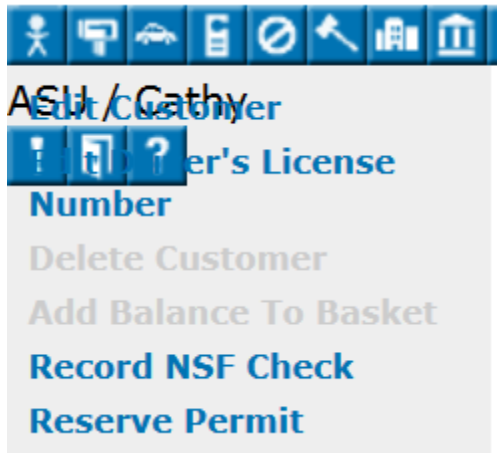 ASU / Cathy
Edit Customer
er's License
Number
Delete Customer
Add Balance To Basket
Record NSF Check
Reserve Permit